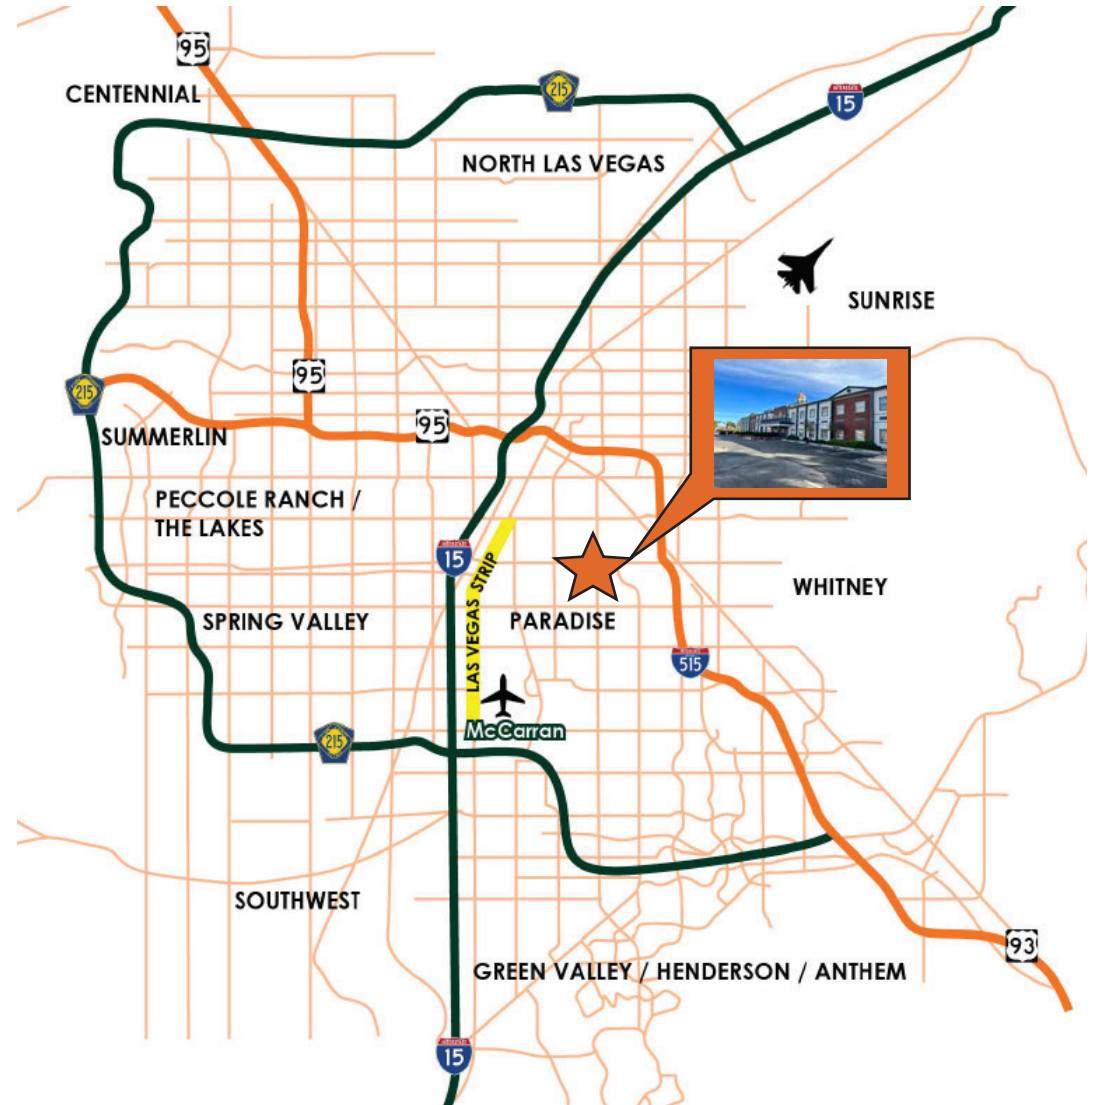 95
CENTENNIAL
215
INTERSTATE
15
NORTH LAS VEGAS
SUNRISE
95
215
95
SUMMERLIN
PECCOLE RANCH /
THE LAKES
15
LAS VEGAS STRIP
WHITNEY
SPRING VALLEY
PARADISE
515
McCarran
215
SOUTHWEST
93
GREEN VALLEY / HENDERSON / ANTHEM
15